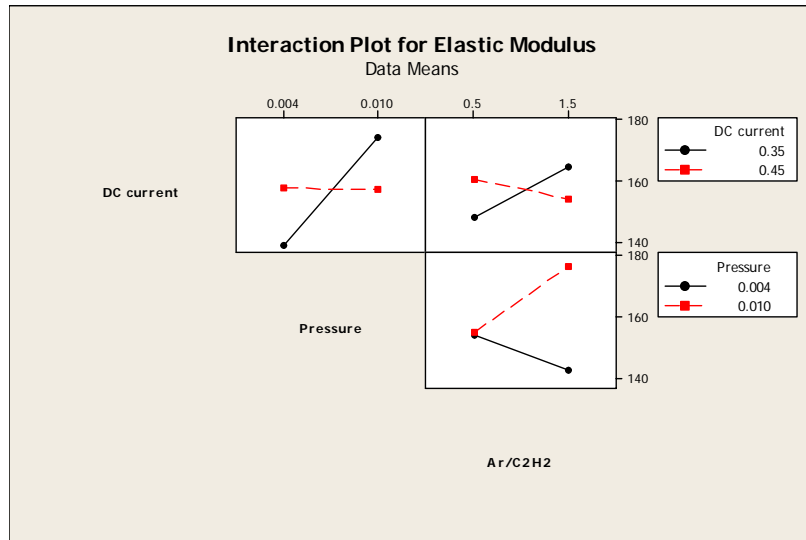 Interaction Plot for Elastic Modulus
Data Means
0.004 0.010 0.5 1.5
180
160
140
DC current
DC current
0.35
0.45
180
160
140
Pressure
Pressure
0.004
0.010
Ar/C2H2